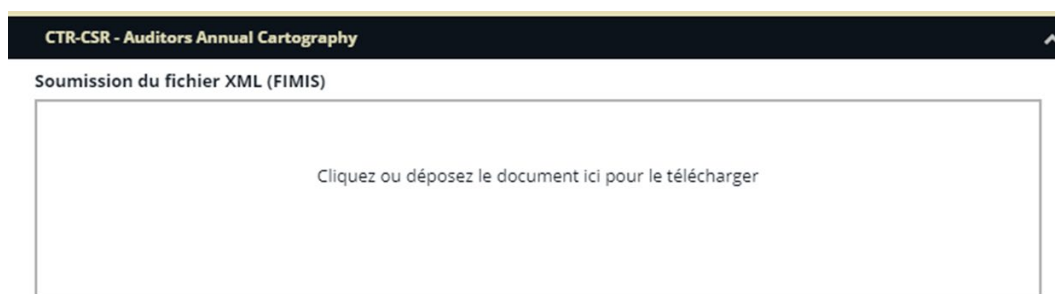 CTR-CSR - Auditors Annual Cartography
Soumission du fichier XML (FIMIS)
Cliquez ou déposez le document ici pour le télécharger